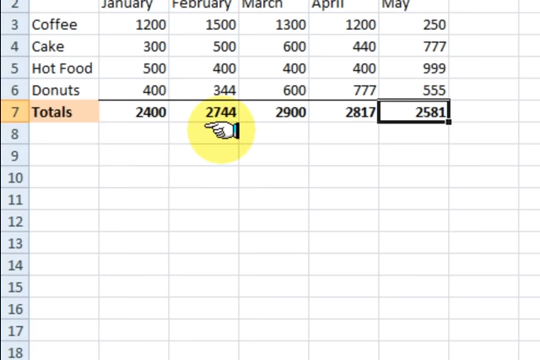 2 January February March April May
3 Coffee 1200 1500 1300 1200 250
4 Cake 300 500 600 440 777
5 Hot Food 500 400 400 400 999
6 Donuts 400 344 600 777 555
7 Totals 2400 2744 2900 2817 2581
8
9
10
11
12
13
14
15
16
17
18